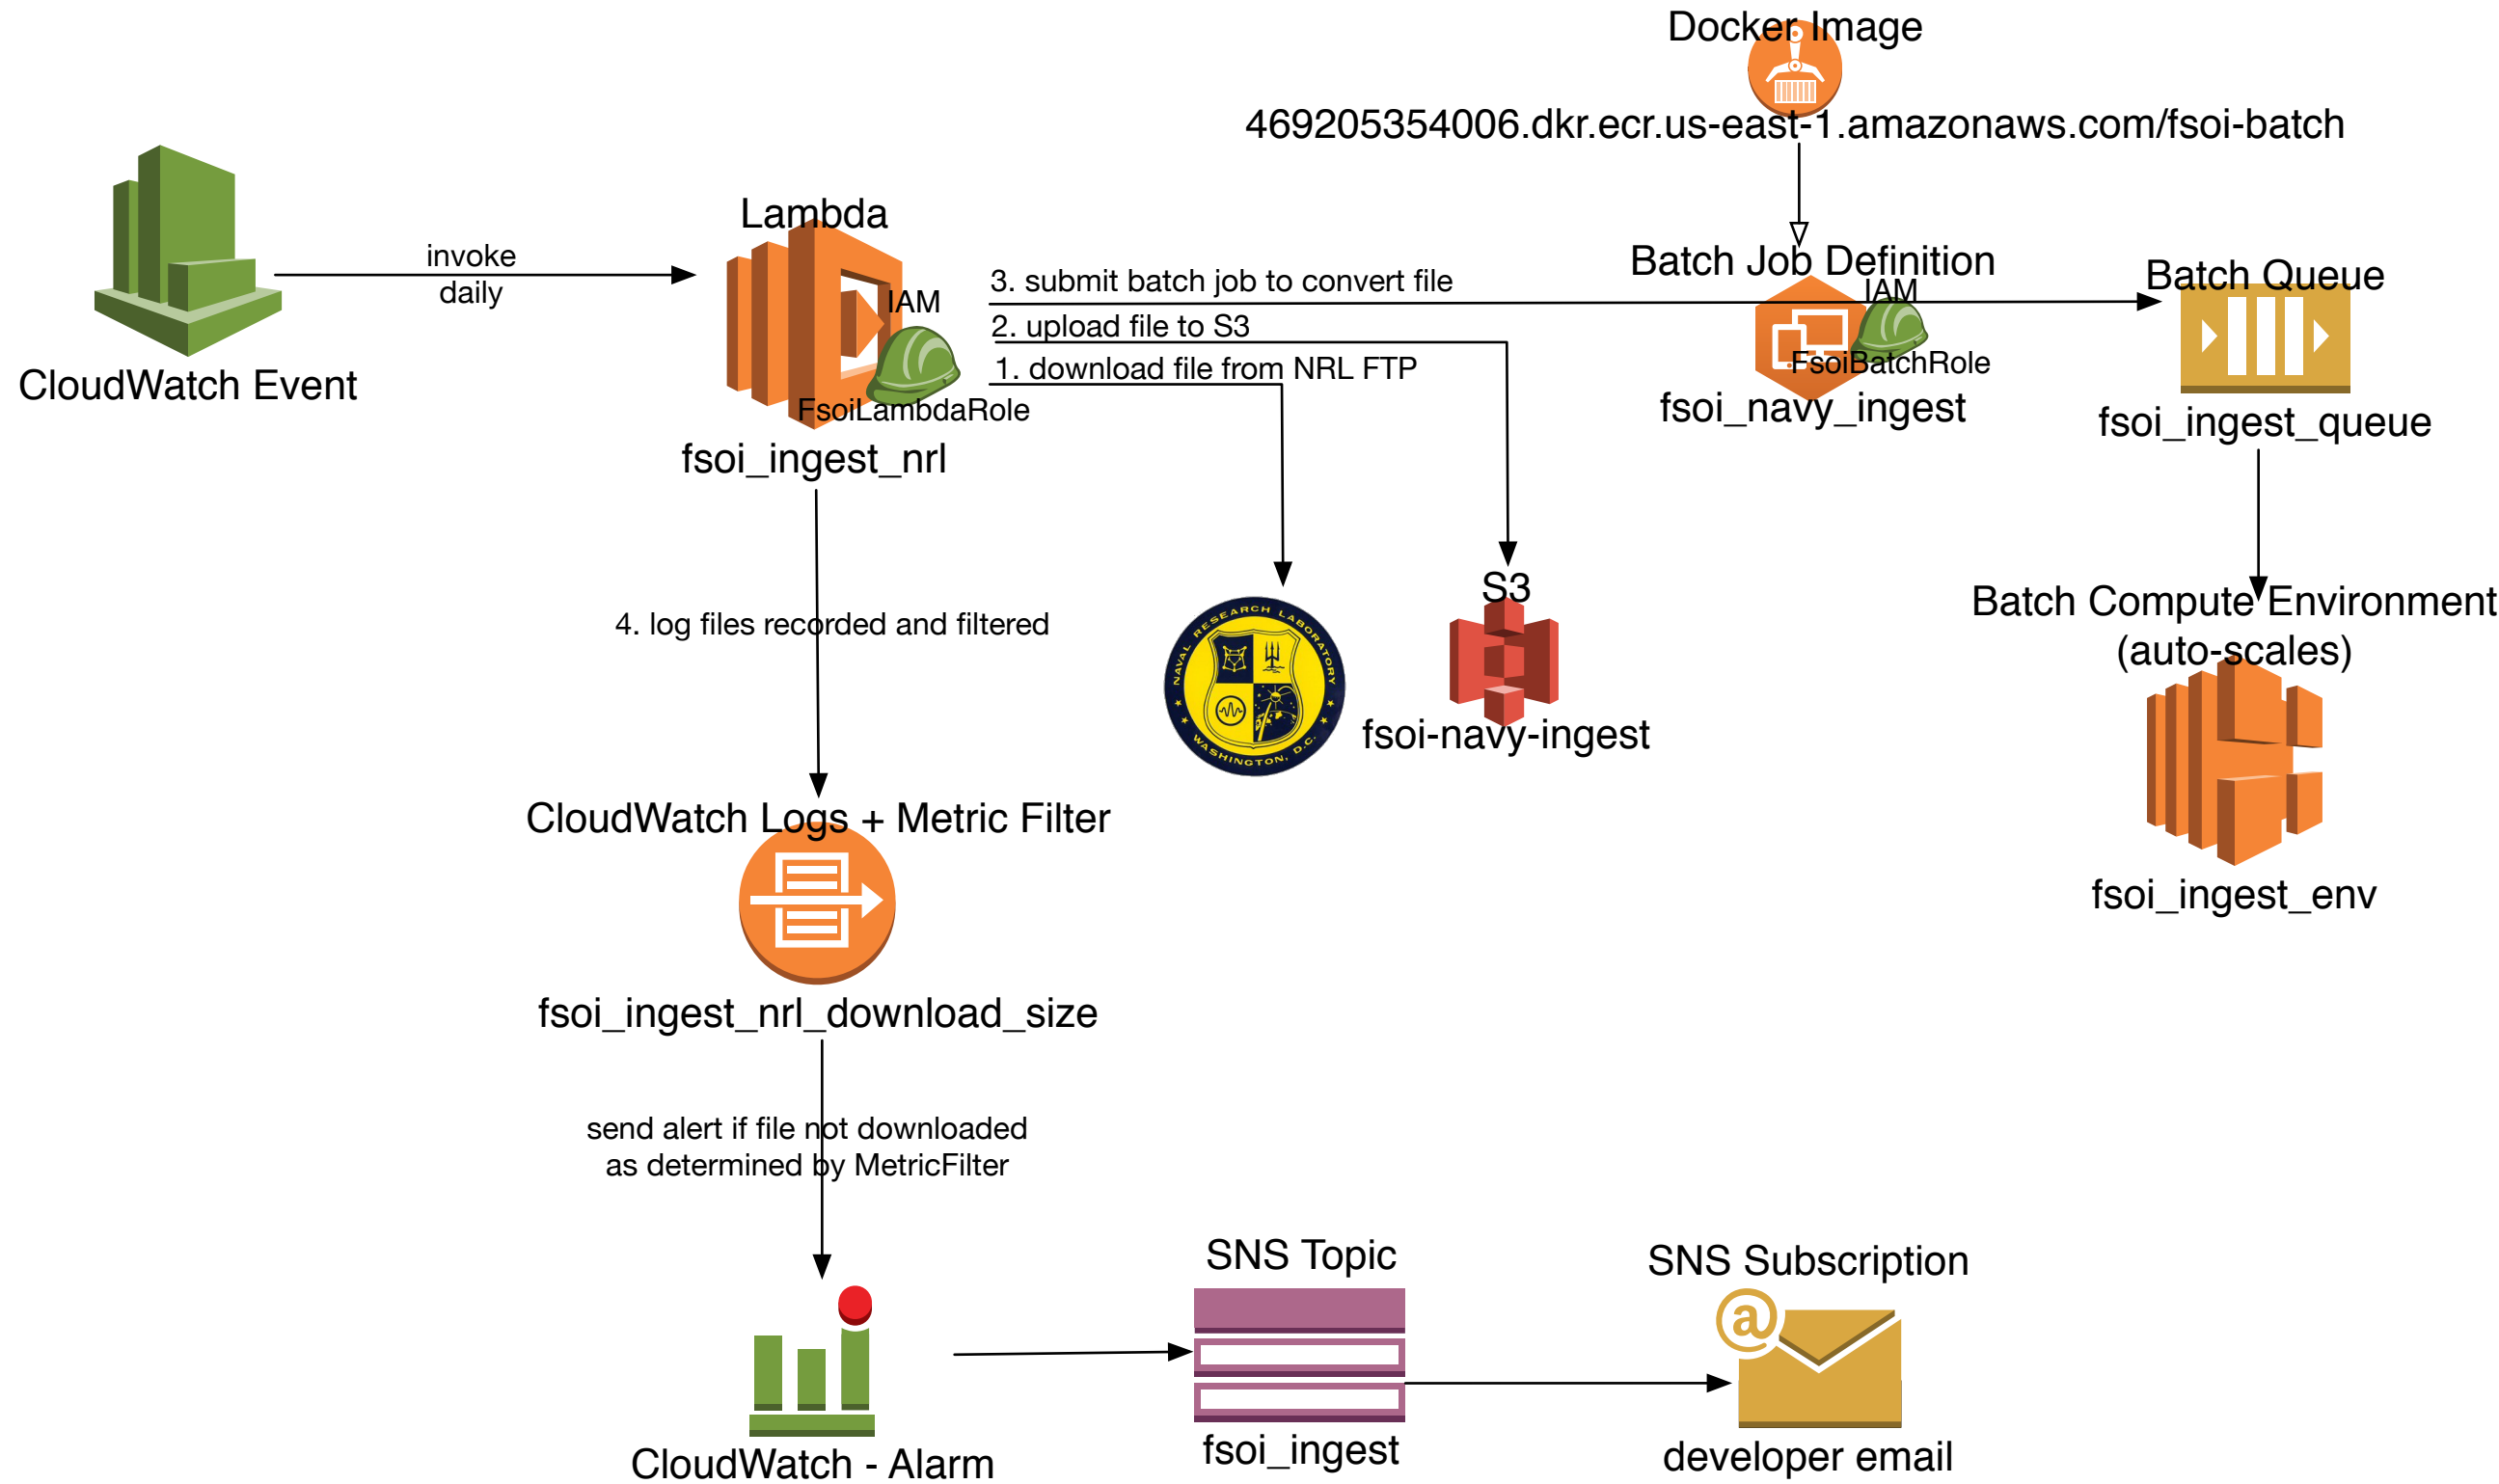 Docker Image
469205354006.dkr.ecr.us-east-1.amazonaws.com/fsoi-batch
CloudWatch Event
invoke
daily
Lambda
IAM
FsoiLambdaRole
fsoi_ingest_nrl
3. submit batch job to convert file
2. upload file to S3
1. download file from NRL FTP
Batch Job Definition
IAM
FsoiBatchRole
fsoi_navy_ingest
Batch Queue
fsoi_ingest_queue
4. log files recorded and filtered
NAVAL RESEARCH LABORATORY
WASHINGTON, D.C.
S3
fsoi-navy-ingest
Batch Compute Environment
(auto-scales)
fsoi_ingest_env
CloudWatch Logs + Metric Filter
fsoi_ingest_nrl_download_size
send alert if file not downloaded
as determined by MetricFilter
CloudWatch - Alarm
SNS Topic
fsoi_ingest
SNS Subscription
@
developer email